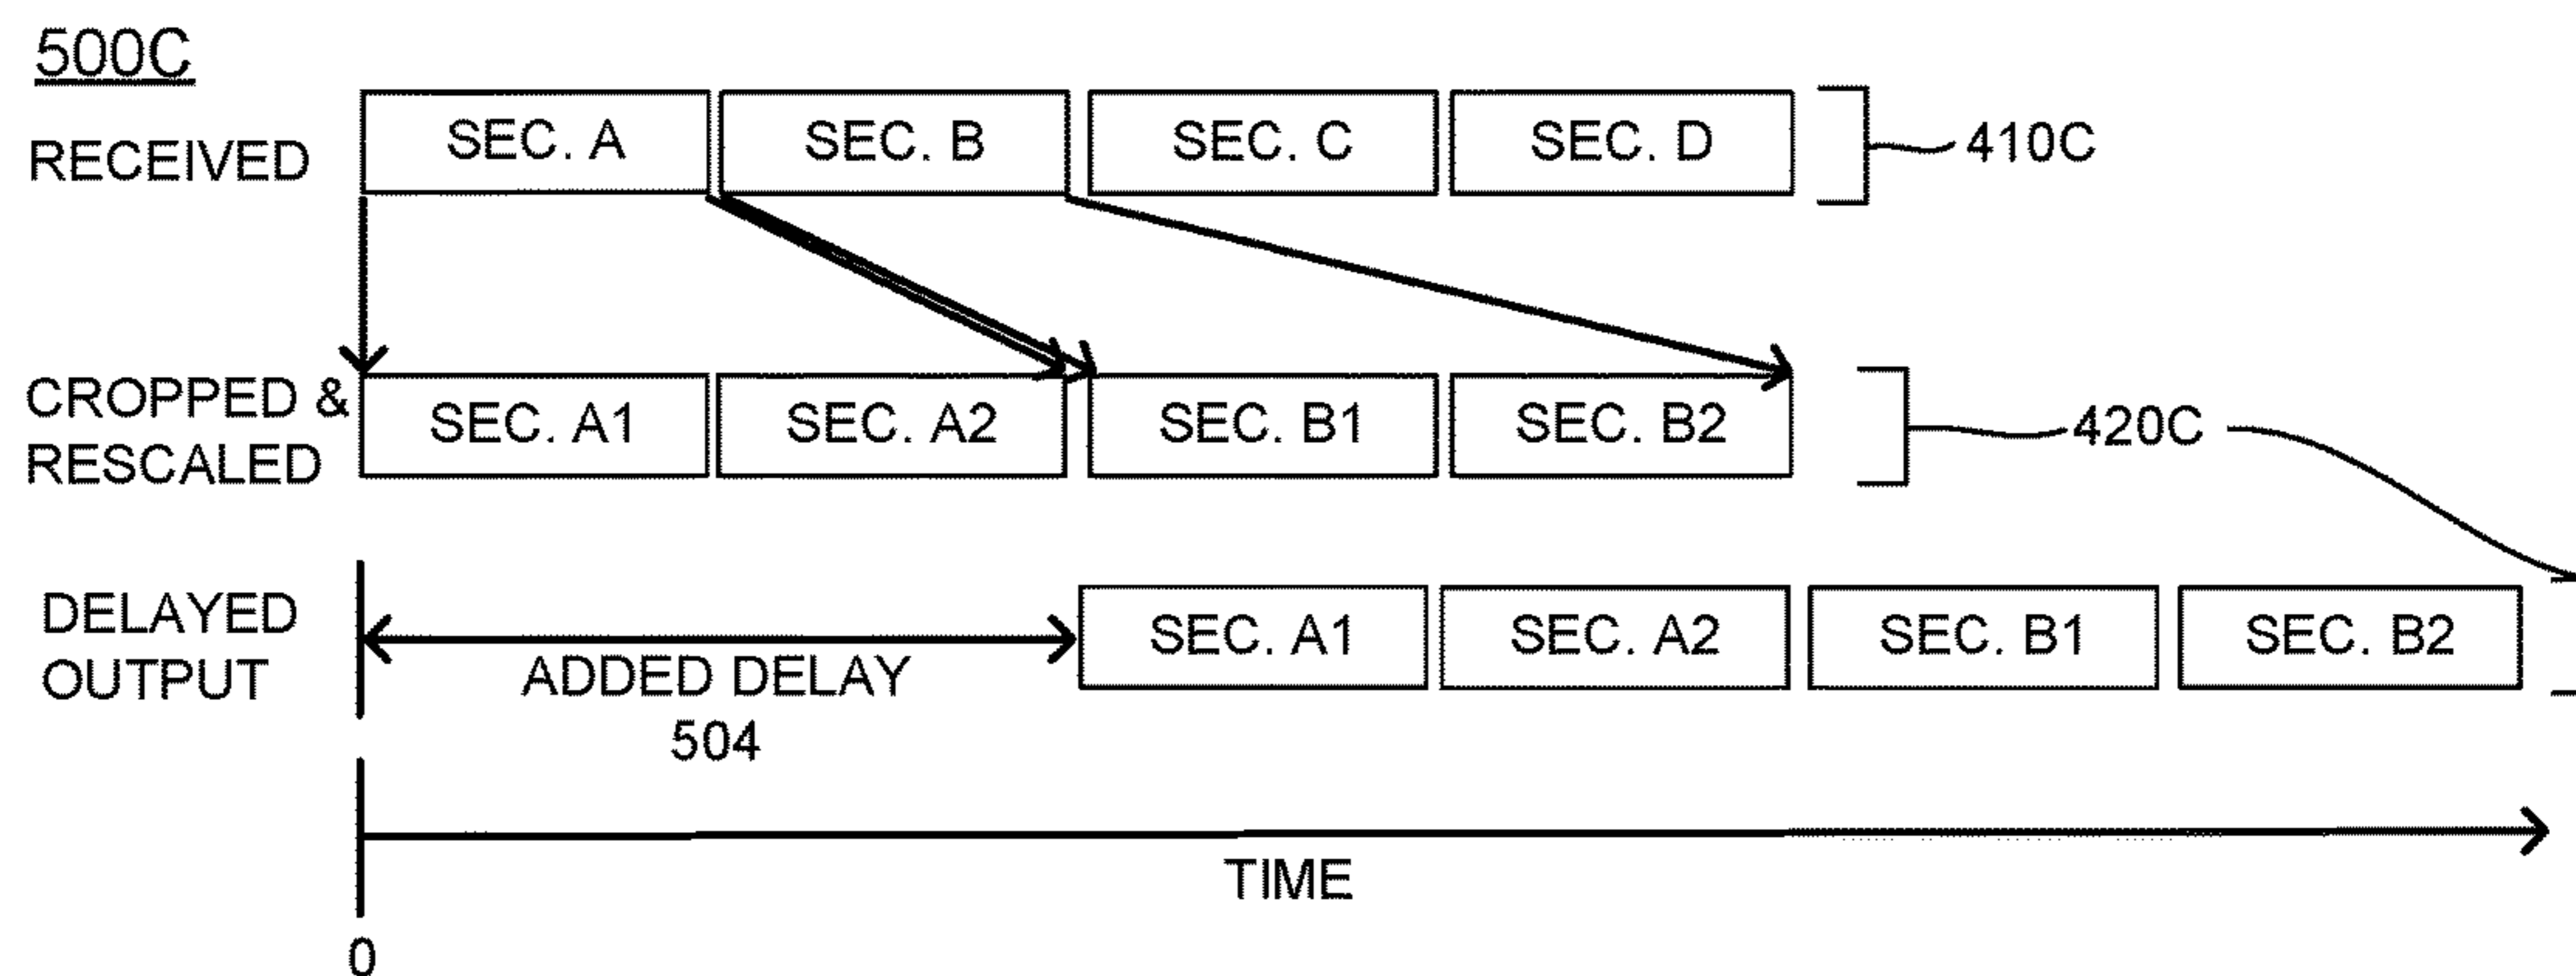 500C
RECEIVED
SEC. A
SEC. B
SEC. C
SEC. D
410C
CROPPED &
RESCALED
SEC. A1
SEC. A2
SEC. B1
SEC. B2
420C
DELAYED
OUTPUT
ADDED DELAY
504
SEC. A1
SEC. A2
SEC. B1
SEC. B2
TIME
0